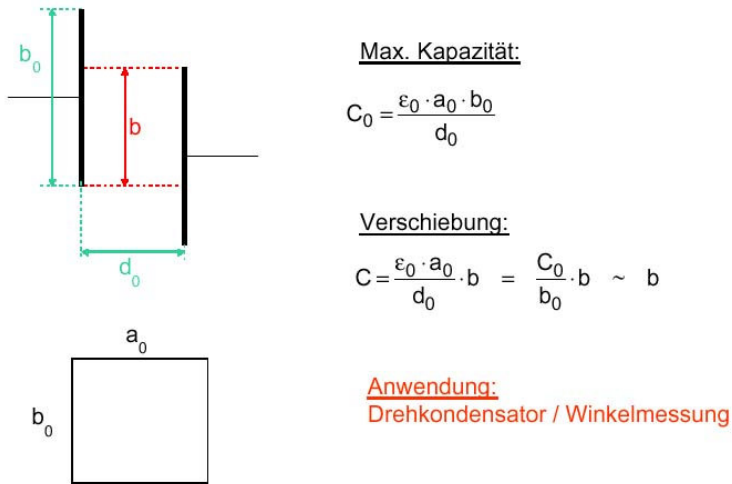 b₀
b
d₀
a₀
b₀
Max. Kapazität:
C₀ = ε₀ · a₀ · b₀ / d₀
Verschiebung:
C = ε₀ · a₀ / d₀ · b = C₀ / b₀ · b ~ b
Anwendung:
Drehkondensator / Winkelmessung